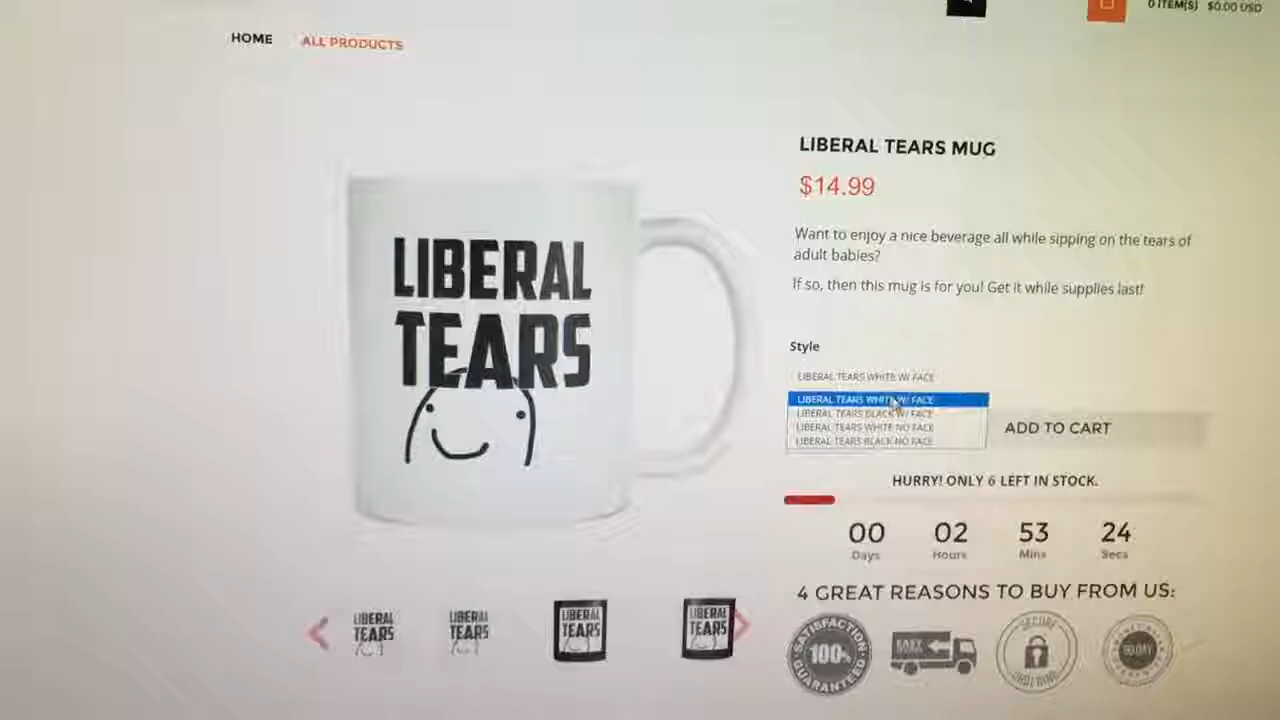 0 ITEM(S) $0.00 USD
HOME
ALL PRODUCTS
LIBERAL TEARS MUG
$14.99
Want to enjoy a nice beverage all while sipping on the tears of
adult babies?
If so, then this mug is for you! Get it while supplies last!
LIBERAL
TEARS
Style
LIBERAL TEARS WHITE W/ FACE
LIBERAL TEARS WHITE W/ FACE
LIBERAL TEARS BLACK W/ FACE
LIBERAL TEARS WHITE NO FACE
LIBERAL TEARS BLACK NO FACE
ADD TO CART
HURRY! ONLY 6 LEFT IN STOCK.
00 02 53 24
Days Hours Mins Secs
4 GREAT REASONS TO BUY FROM US:
LIBERAL
TEARS
LIBERAL
TEARS
LIBERAL
TEARS
LIBERAL
TEARS
SATISFACTION
100%
GUARANTEED
EASY
SECURE
ORDERING